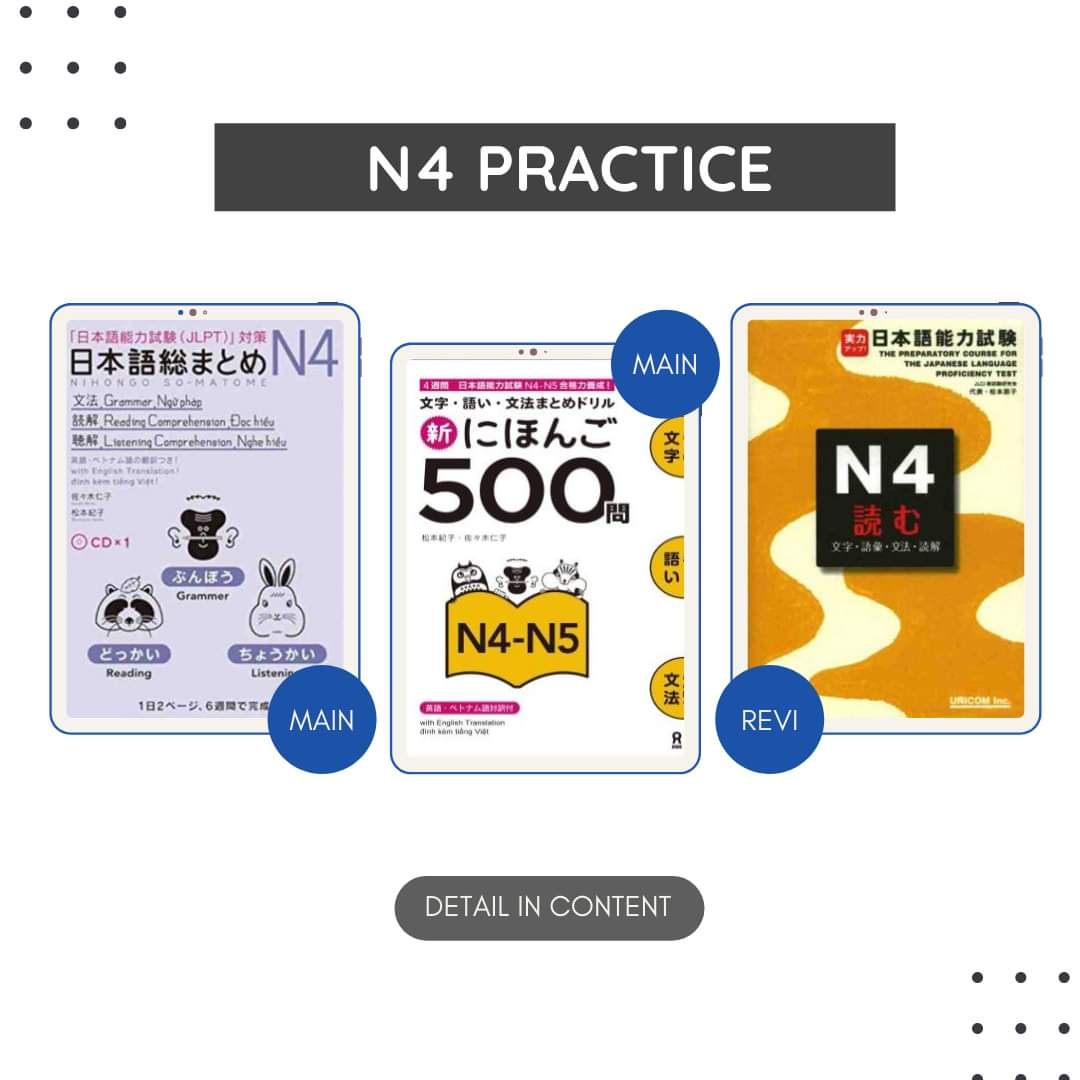 N4 PRACTICE
「日本語能力試験(JLPT)」対策
日本語総まとめ N4
NIHONGO SO-MATOME
文法 Grammar Ngữ pháp
読解 Reading Comprehension Đọc hiểu
聴解 Listening Comprehension Nghe hiểu
英語・ベトナム語の翻訳つき!
with English Translation!
đính kèm tiếng Việt!
佐々木仁子
松本紀子
CD×1
ぶんぽう
Grammer
どっかい
Reading
ちょうかい
Listenin
1日2ページ、6週間で完成
MAIN
4週間 日本語能力試験N4-N5合格力養成!
文字・語い・文法まとめドリル
新にほんご
500問
松本紀子・佐々木仁子
文字
語い
文法
N4-N5
英語・ベトナム語対訳付
with English Translation
đính kèm tiếng Việt
MAIN
実力アップ!
日本語能力試験
THE PREPARATORY COURSE FOR
THE JAPANESE LANGUAGE
PROFICIENCY TEST
N4
読む
文字・語彙・文法・読解
URICOM Inc.
REVI
DETAIL IN CONTENT